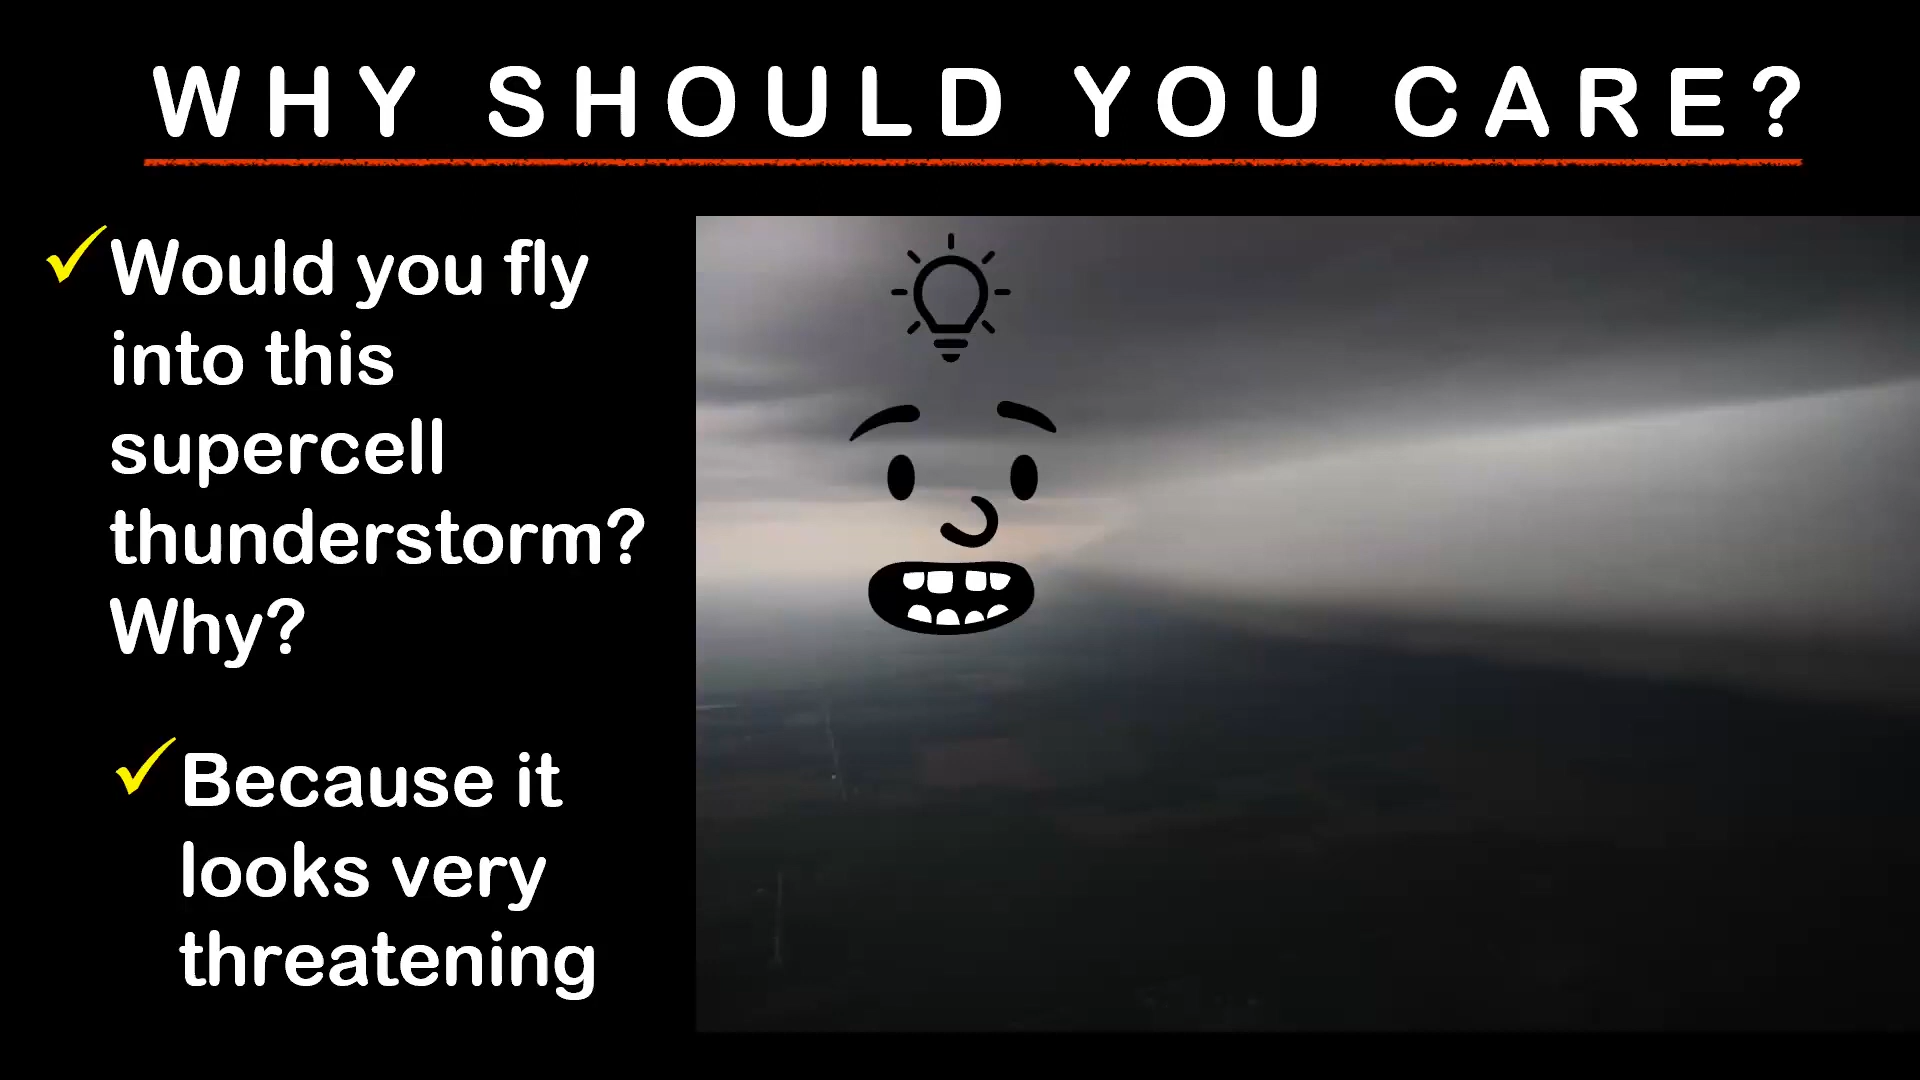 WHY SHOULD YOU CARE?
Would you fly
into this
supercell
thunderstorm?
Why?
Because it
looks very
threatening